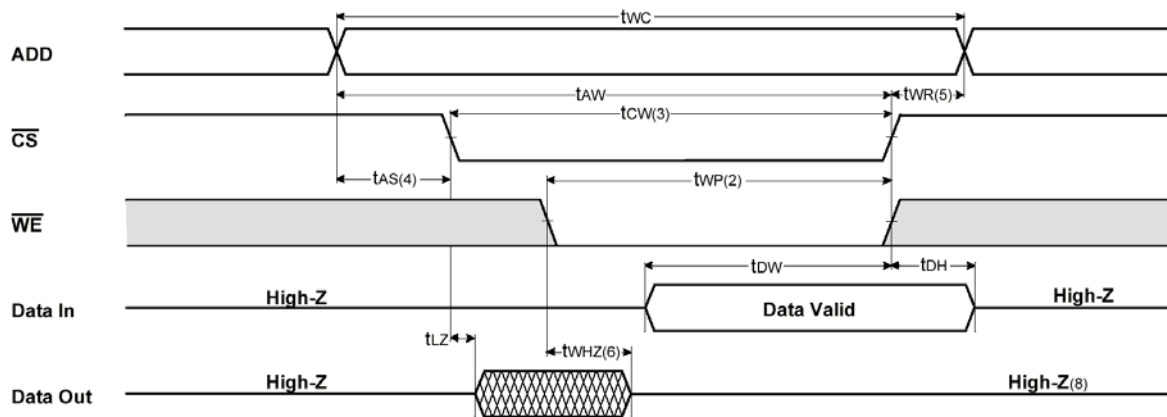 tWC
ADD
tAW
tWR(5)
tCW(3)
CS
tAS(4)
tWP(2)
WE
tDW
tDH
High-Z
Data In
Data Valid
High-Z
tLZ
tWHZ(6)
High-Z
High-Z(8)
Data Out